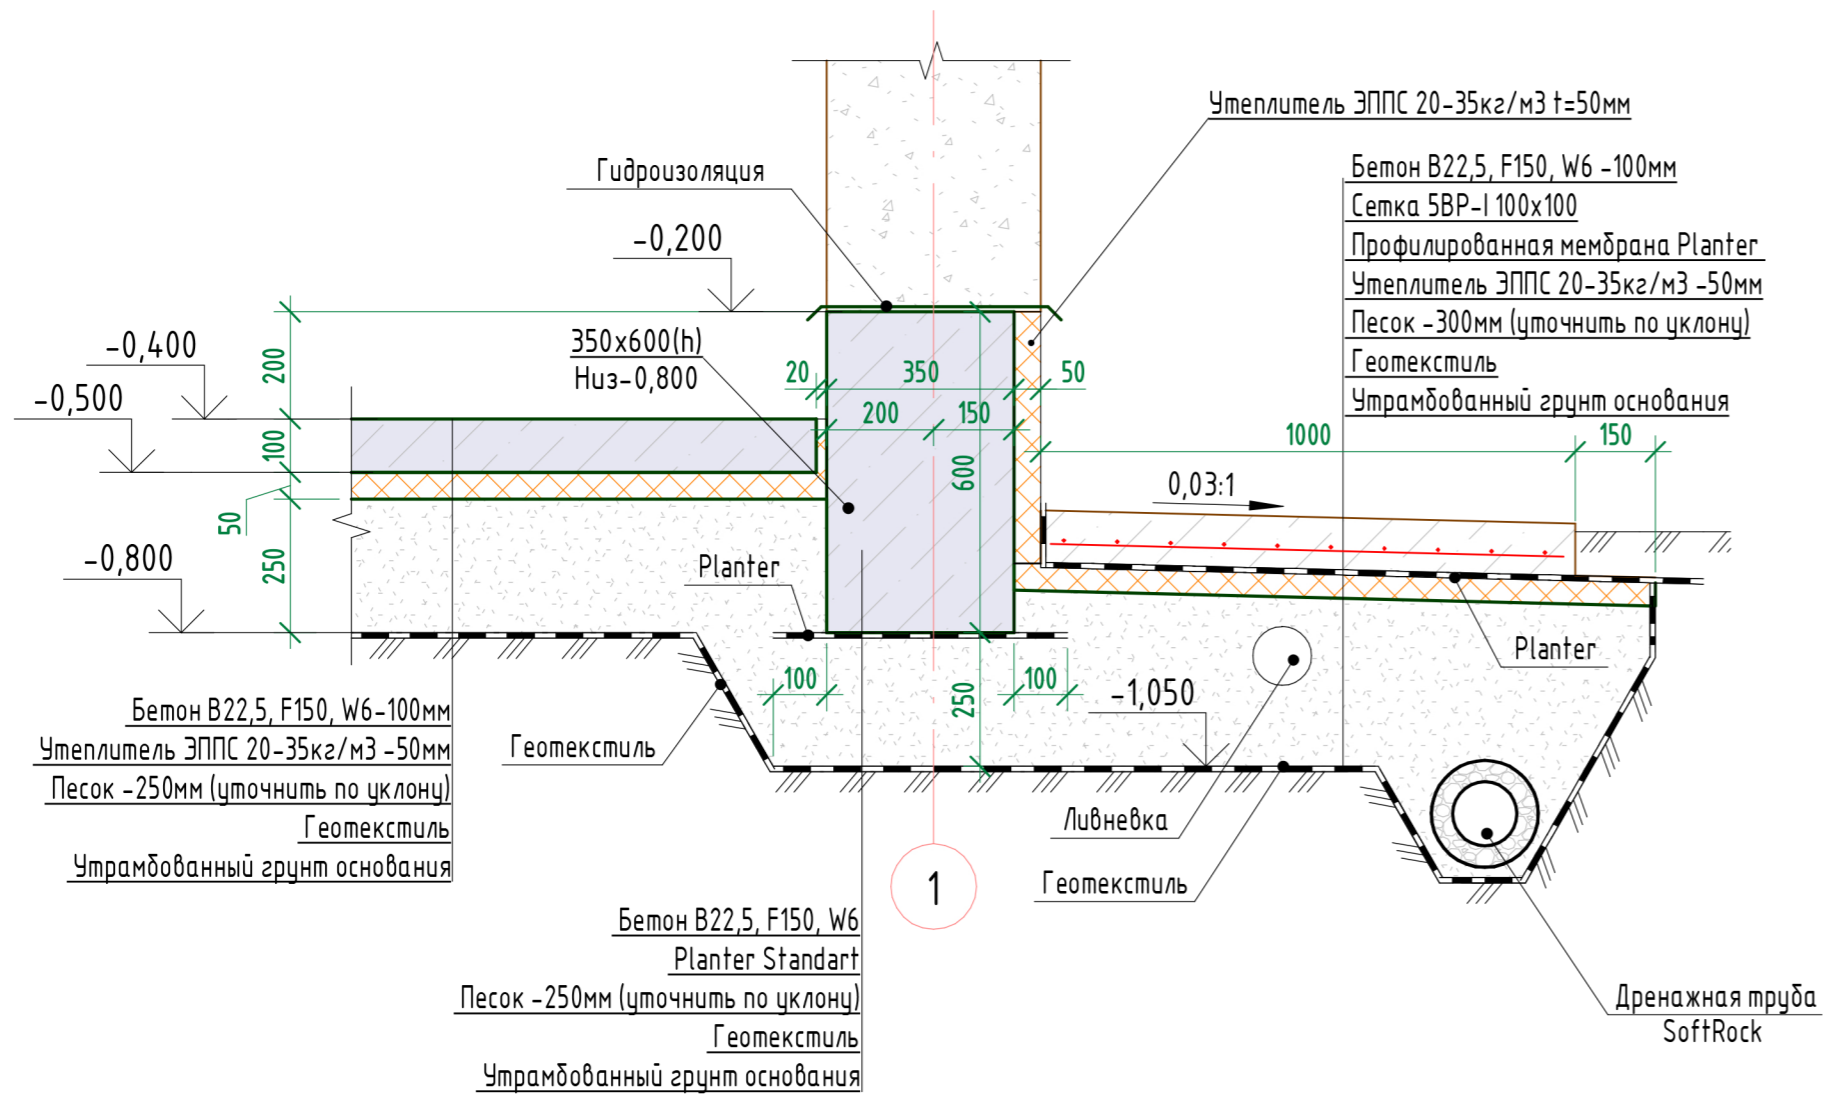 Утеплитель ЭППС 20-35кг/м3 t=50мм
Гидроизоляция
Бетон В22,5, F150, W6 -100мм
Сетка 5ВР-I 100х100
Профилированная мембрана Planter
Утеплитель ЭППС 20-35кг/м3 -50мм
Песок -300мм (уточнить по уклону)
Геотекстиль
Утрамбованный грунт основания
-0,200
-0,400
-0,500
-0,800
350х600(h)
Низ-0,800
200
100
50
250
20
350
50
200
150
600
1000
150
0,03:1
Planter
Planter
100
100
250
-1,050
Геотекстиль
Бетон В22,5, F150, W6-100мм
Утеплитель ЭППС 20-35кг/м3 -50мм
Песок -250мм (уточнить по уклону)
Геотекстиль
Утрамбованный грунт основания
Ливневка
Геотекстиль
1
Бетон В22,5, F150, W6
Planter Standart
Песок -250мм (уточнить по уклону)
Геотекстиль
Утрамбованный грунт основания
Дренажная труба
SoftRock